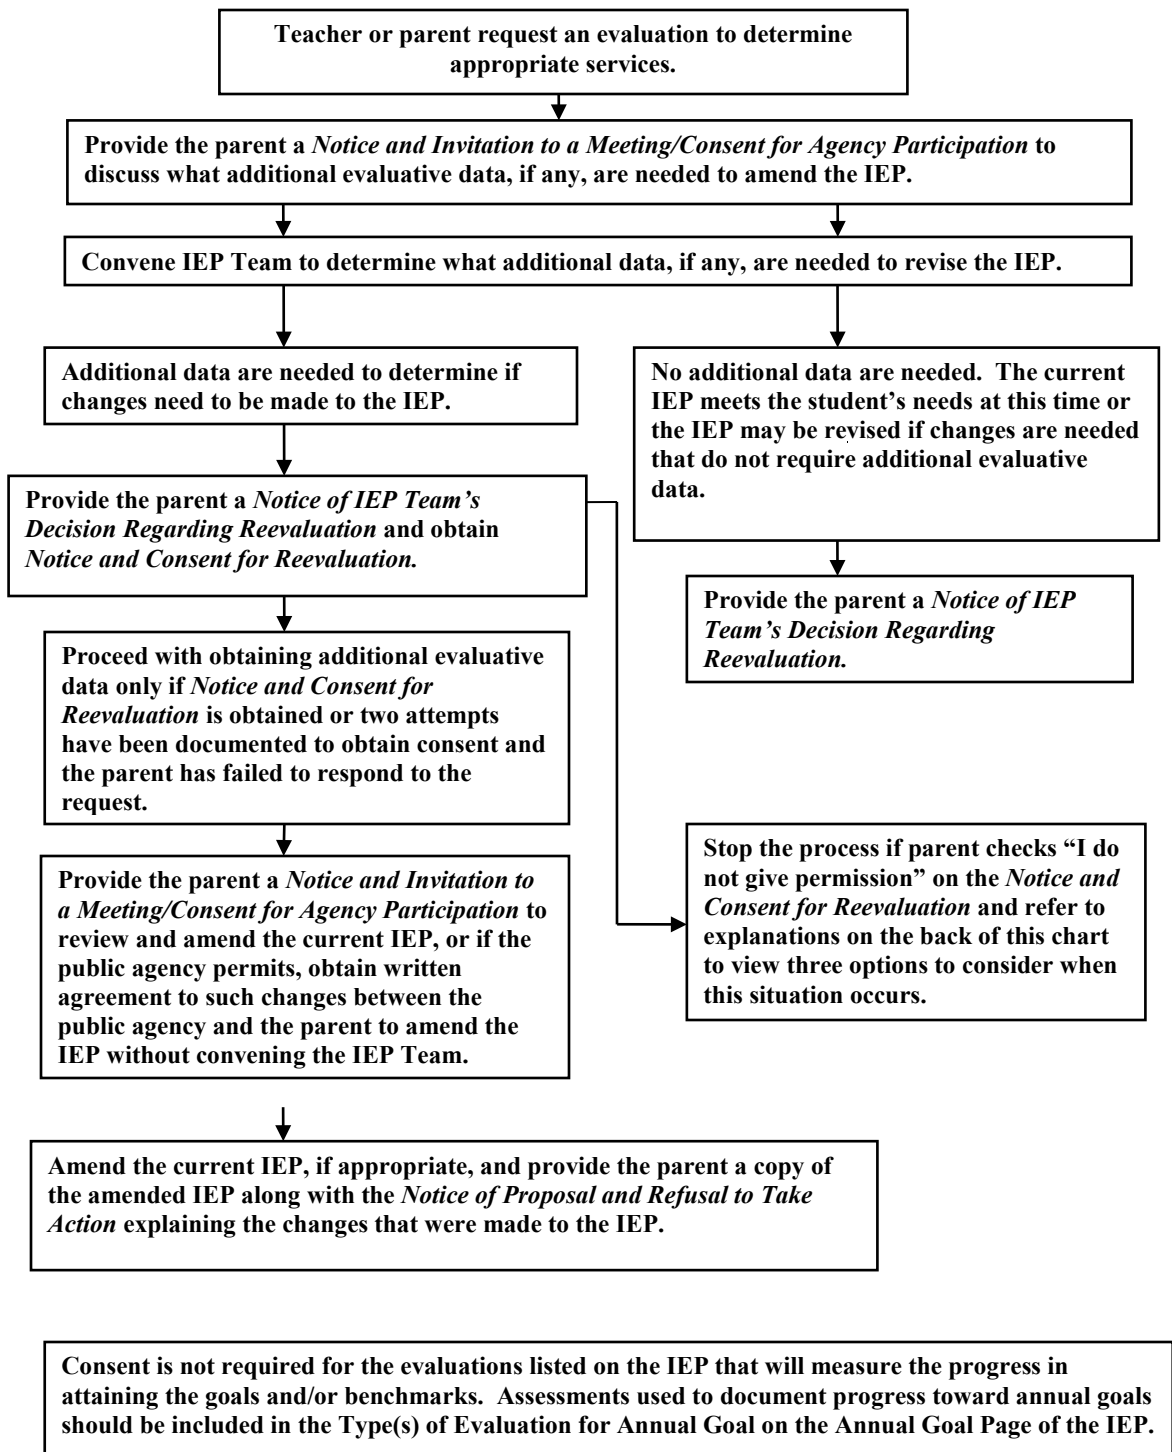 Teacher or parent request an evaluation to determine
appropriate services.
Provide the parent a Notice and Invitation to a Meeting/Consent for Agency Participation to
discuss what additional evaluative data, if any, are needed to amend the IEP.
Convene IEP Team to determine what additional data, if any, are needed to revise the IEP.
Additional data are needed to determine if
changes need to be made to the IEP.
No additional data are needed.  The current
IEP meets the student’s needs at this time or
the IEP may be revised if changes are needed
that do not require additional evaluative
data.
Provide the parent a Notice of IEP Team’s
Decision Regarding Reevaluation and obtain
Notice and Consent for Reevaluation.
Provide the parent a Notice of IEP
Team’s Decision Regarding
Reevaluation.
Proceed with obtaining additional evaluative
data only if Notice and Consent for
Reevaluation is obtained or two attempts
have been documented to obtain consent and
the parent has failed to respond to the
request.
Stop the process if parent checks “I do
not give permission” on the Notice and
Consent for Reevaluation and refer to
explanations on the back of this chart
to view three options to consider when
this situation occurs.
Provide the parent a Notice and Invitation to
a Meeting/Consent for Agency Participation to
review and amend the current IEP, or if the
public agency permits, obtain written
agreement to such changes between the
public agency and the parent to amend the
IEP without convening the IEP Team.
Amend the current IEP, if appropriate, and provide the parent a copy of
the amended IEP along with the Notice of Proposal and Refusal to Take
Action explaining the changes that were made to the IEP.
Consent is not required for the evaluations listed on the IEP that will measure the progress in
attaining the goals and/or benchmarks.  Assessments used to document progress toward annual goals
should be included in the Type(s) of Evaluation for Annual Goal on the Annual Goal Page of the IEP.